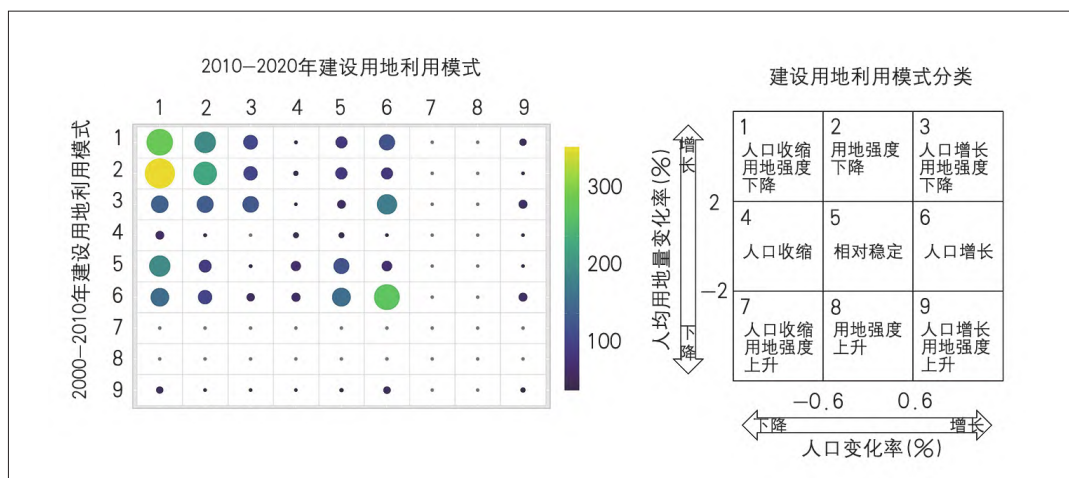 2010-2020年建设用地利用模式
1 2 3 4 5 6 7 8 9
2000-2010年建设用地利用模式
1
2
3
4
5
6
7
8
9
300
200
100
建设用地利用模式分类
人均用地量变化率(%)
增长
下降
2
-2
1
人口收缩
用地强度
下降
2
用地强度
下降
3
人口增长
用地强度
下降
4
人口收缩
5
相对稳定
6
人口增长
7
人口收缩
用地强度
上升
8
用地强度
上升
9
人口增长
用地强度
上升
-0.6 0.6
下降 增长
人口变化率(%)